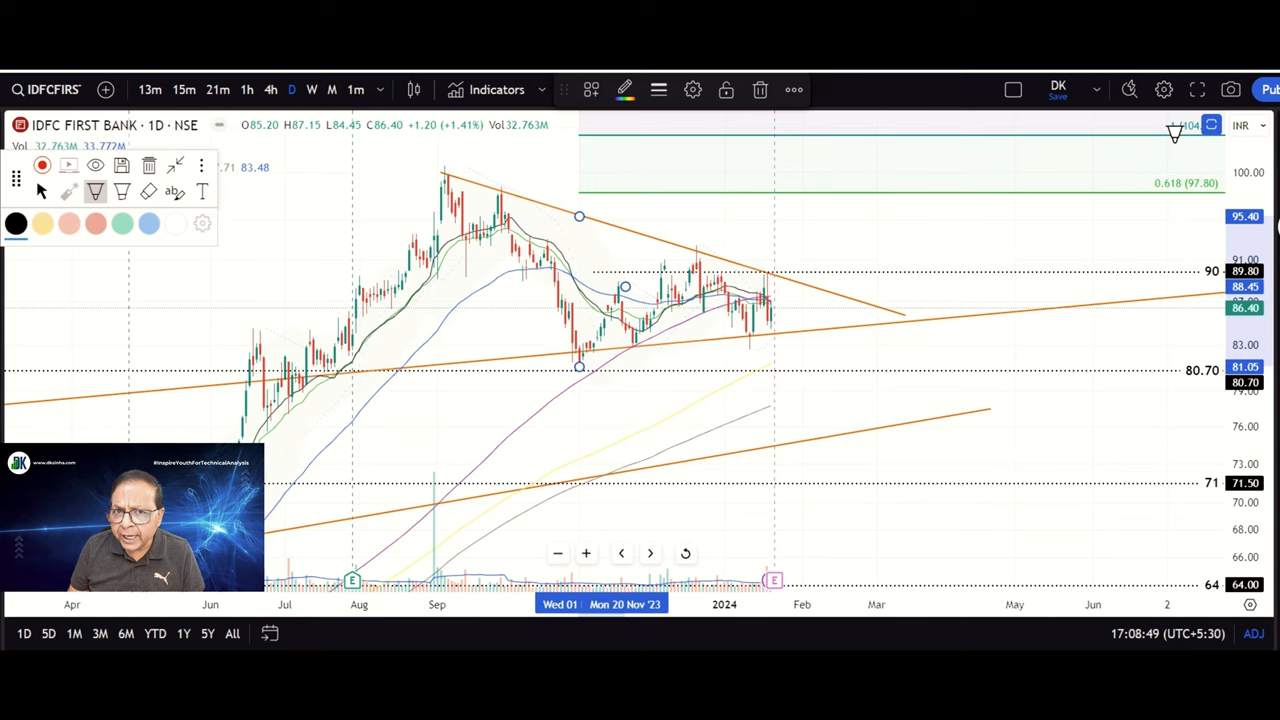 IDFCFIRS
13m 15m 21m 1h 4h D W M 1m
Indicators
DK
Save
Pub
IDFC FIRST BANK · 1D · NSE
O85.20 H87.15 L84.45 C86.40 +1.20 (+1.41%) Vol32.763M
INR
Vol 32.763M 33.772M
7.71 83.48
ab
T
100.00
0.618 (97.80)
95.40
91.00
90 89.80
88.45
86.40
83.00
81.05
80.70 80.70
79.00
76.00
73.00
71 71.50
70.00
68.00
66.00
64 64.00
DK www.dksinha.com #InspireYouthForTechnicalAnalysis
E
E
Apr Jun Jul Aug Sep Wed 01 Mon 20 Nov '23 2024 Feb Mar May Jun 2
1D 5D 1M 3M 6M YTD 1Y 5Y All
17:08:49 (UTC+5:30) ADJ